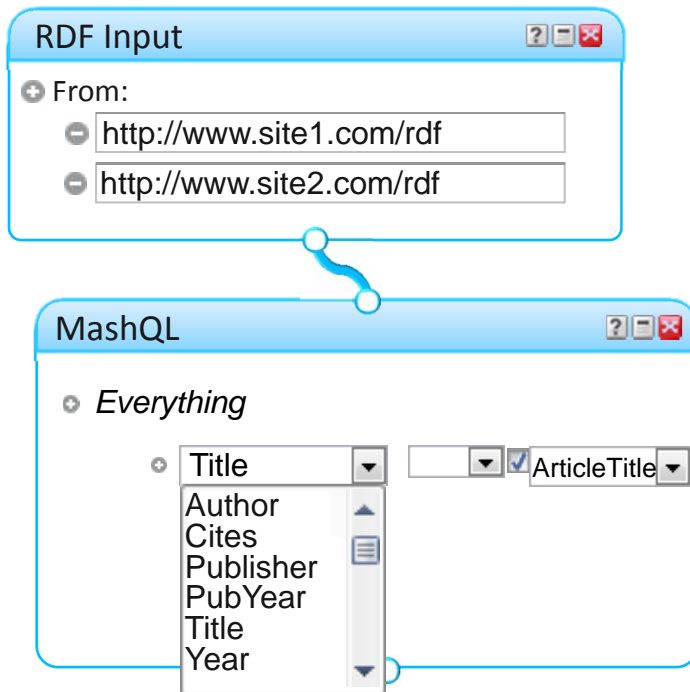 RDF Input
From:
http://www.site1.com/rdf
http://www.site2.com/rdf
MashQL
Everything
Title ArticleTitle
Author
Cites
Publisher
PubYear
Title
Year